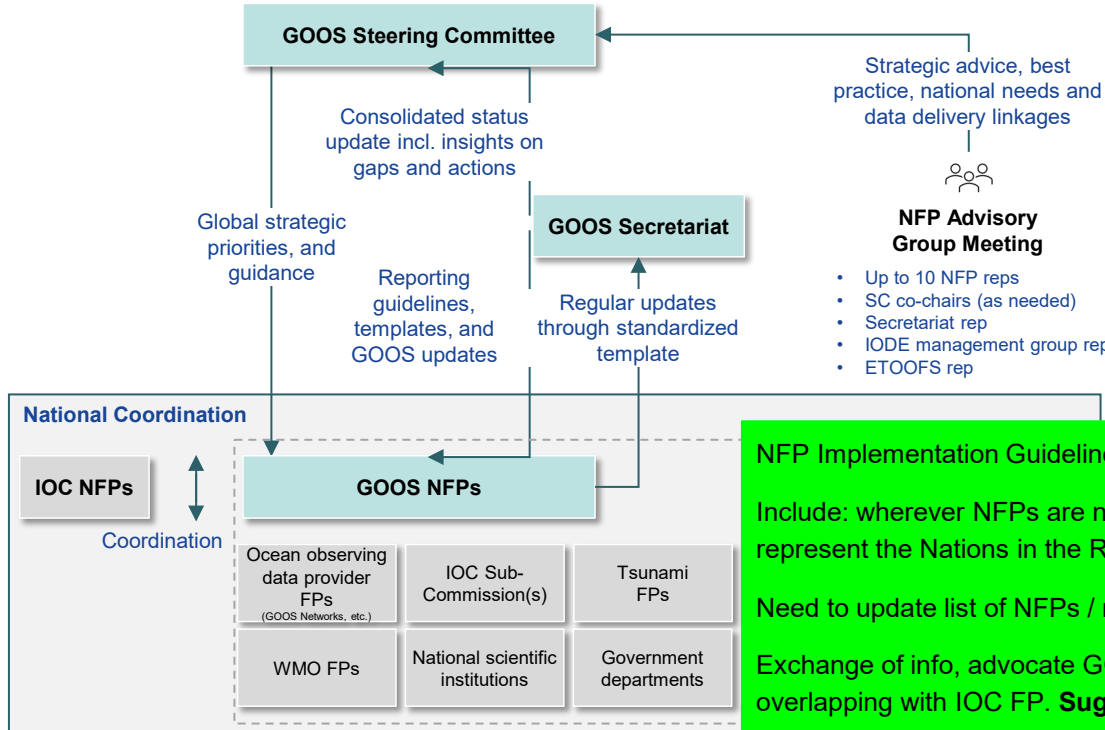 GOOS Steering Committee
Strategic advice, best
practice, national needs and
data delivery linkages
Consolidated status
update incl. insights on
gaps and actions
NFP Advisory
Group Meeting
GOOS Secretariat
Global strategic
priorities, and
guidance
• Up to 10 NFP reps
• SC co-chairs (as needed)
• Secretariat rep
• IODE management group rep
• ETOOFS rep
Reporting
guidelines,
templates, and
GOOS updates
Regular updates
through standardized
template
National Coordination
IOC NFPs
GOOS NFPs
Coordination
Ocean observing
data provider
FPs
(GOOS Networks, etc.)
IOC Sub-
Commission(s)
Tsunami
FPs
WMO FPs
National scientific
institutions
Government
departments
NFP Implementation Guideline
Include: wherever NFPs are n
represent the Nations in the R
Need to update list of NFPs /
Exchange of info, advocate G
overlapping with IOC FP. Sug